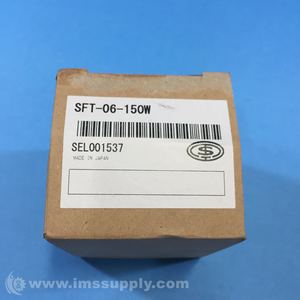 SFT-06-150W
SEL001537
MADE IN JAPAN
© www.imssupply.com